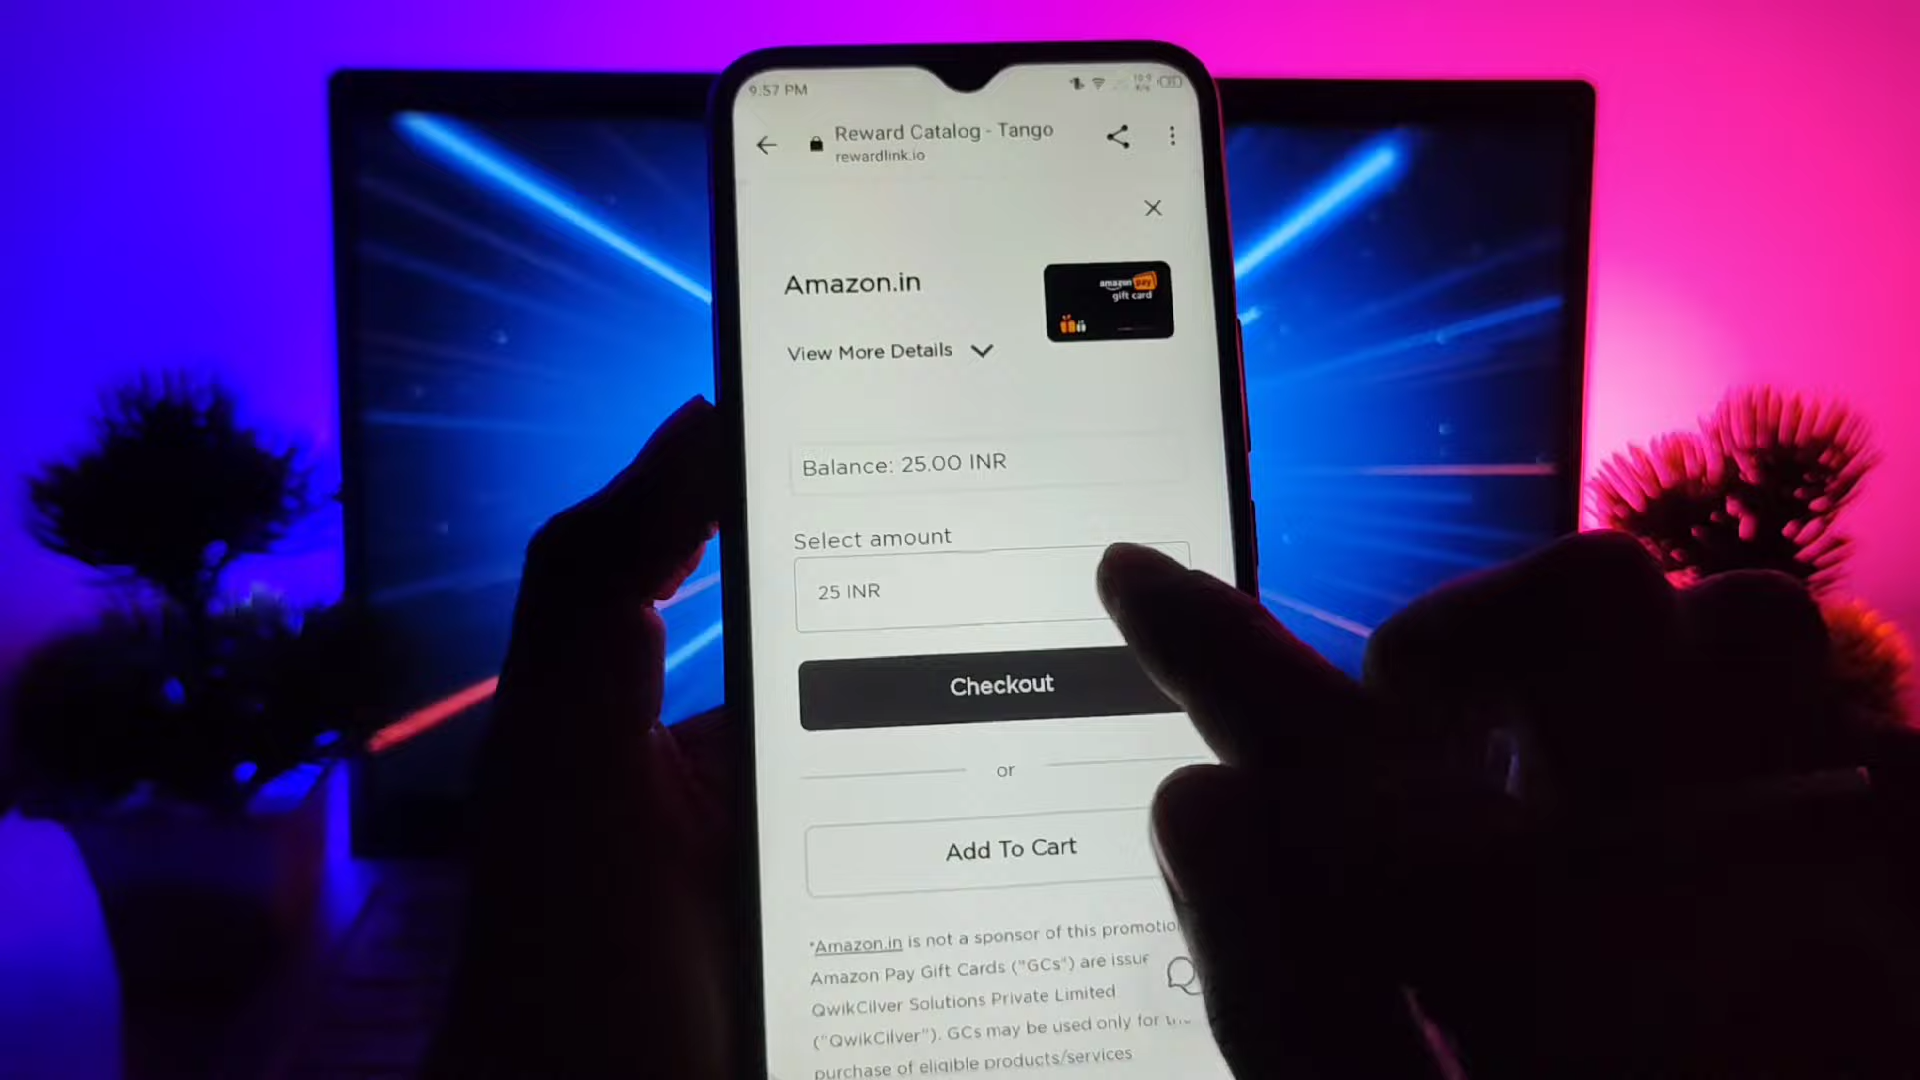 9:57 PM
Reward Catalog - Tango
rewardlink.io
Amazon.in
amazon pay
gift card
View More Details
Balance: 25.00 INR
Select amount
25 INR
Checkout
or
Add To Cart
*Amazon.in is not a sponsor of this promotion
Amazon Pay Gift Cards ("GCs") are issue
QwikCilver Solutions Private Limited
("QwikCilver"). GCs may be used only for
purchase of eligible products/services